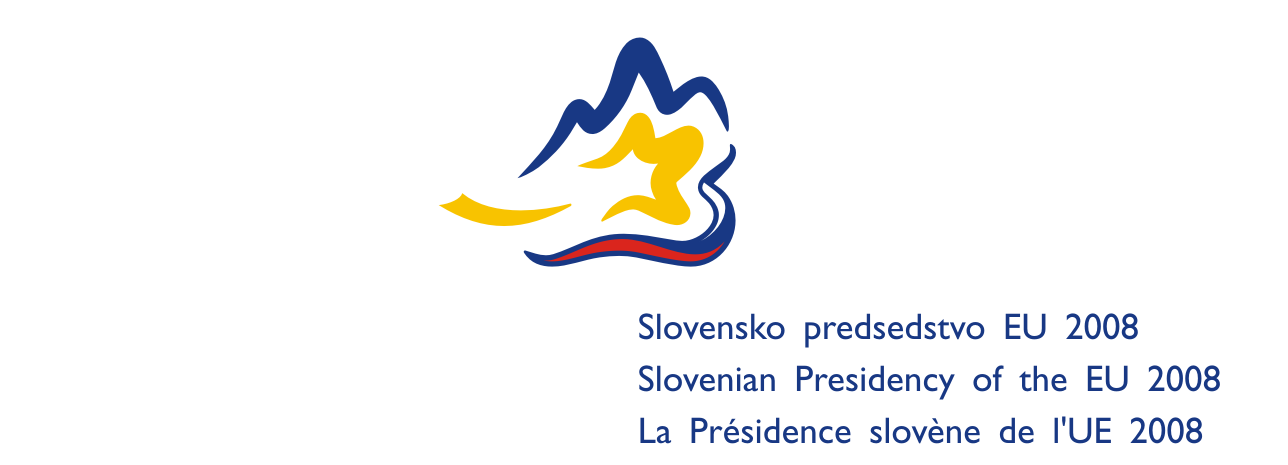 Slovensko predsedstvo EU 2008
Slovenian Presidency of the EU 2008
La Présidence slovène de l'UE 2008